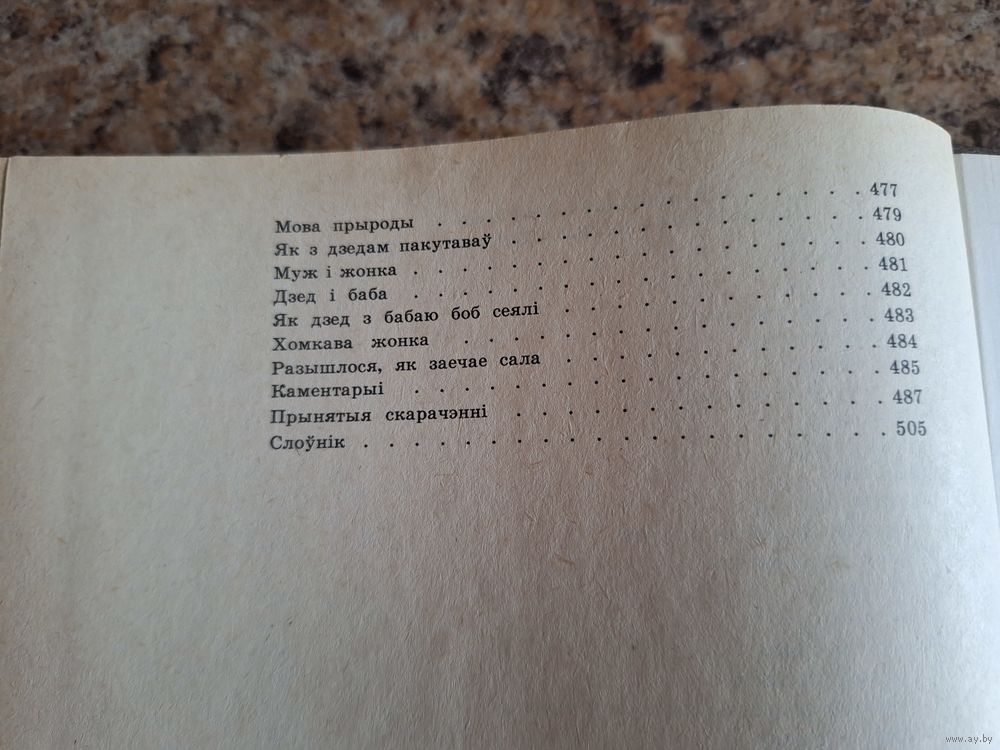 Мова прыроды . . . . . . . . . . . . . . . . . . 477
Як з дзедам пакутаваў . . . . . . . . . . . . . . 479
Муж і жонка . . . . . . . . . . . . . . . . . . . 480
Дзед і баба . . . . . . . . . . . . . . . . . . . 481
Як дзед з бабаю боб сеялі . . . . . . . . . . . . 482
Хомкава жонка . . . . . . . . . . . . . . . . . 483
Разышлося, як заечае сала . . . . . . . . . . . . 484
Каментарыі . . . . . . . . . . . . . . . . . . . 485
Прынятыя скарачэнні . . . . . . . . . . . . . . 487
Слоўнік . . . . . . . . . . . . . . . . . . . . . 505
www.ay.by